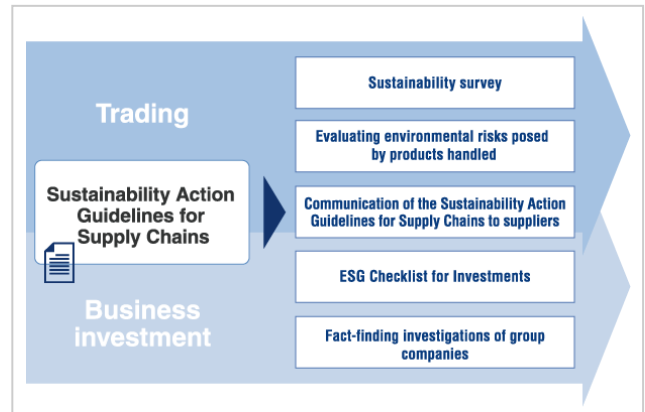 Trading
Sustainability Action
Guidelines for
Supply Chains
Business
investment
Sustainability survey
Evaluating environmental risks posed
by products handled
Communication of the Sustainability Action
Guidelines for Supply Chains to suppliers
ESG Checklist for Investments
Fact-finding investigations of group
companies